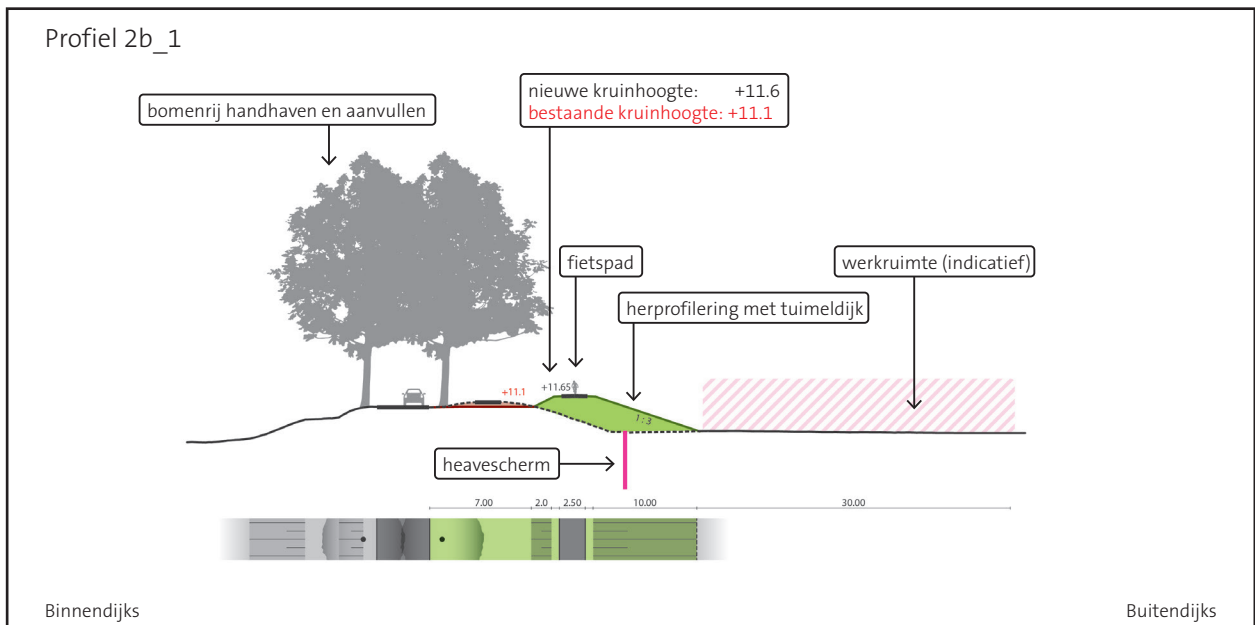 Profiel 2b_1
nieuwe kruinhoogte: +11.6
bestaande kruinhoogte: +11.1
bomenrij handhaven en aanvullen
fietspad
werkruimte (indicatief)
herprofilering met tuimeldijk
+11.1
+11.65
1 : 3
heavescherm
7.00 2.0 2.50 10.00 30.00
Binnendijks
Buitendijks